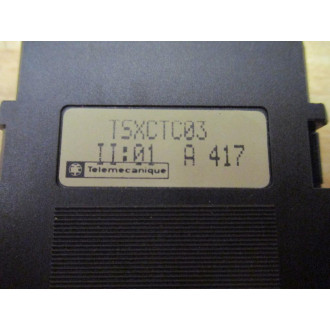 TSXCTC03
II:01 A 417
Telemecanique